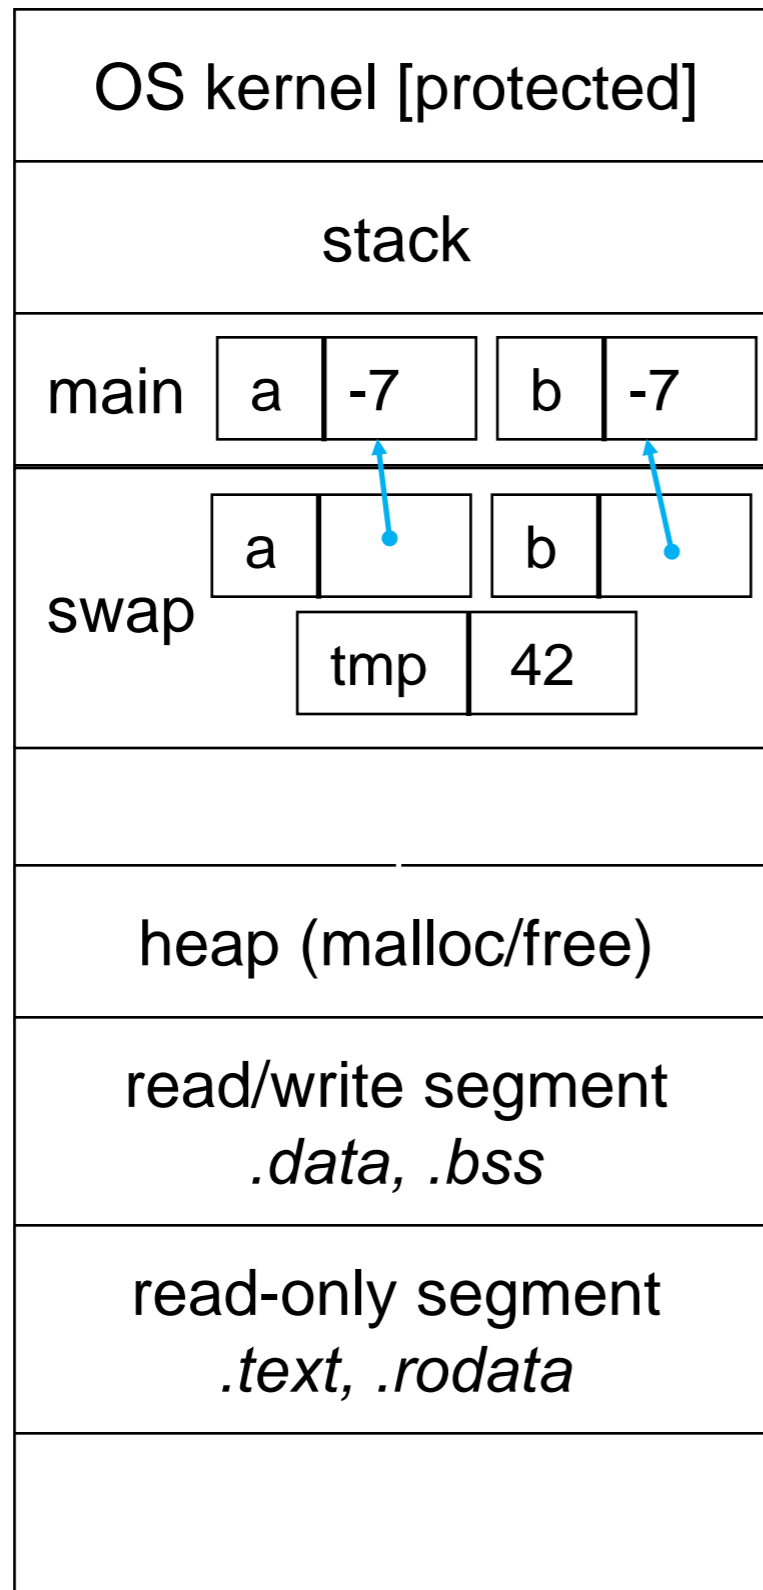 OS kernel [protected]
stack
main a -7 b -7
a b
swap
tmp 42
heap (malloc/free)
read/write segment
.data, .bss
read-only segment
.text, .rodata